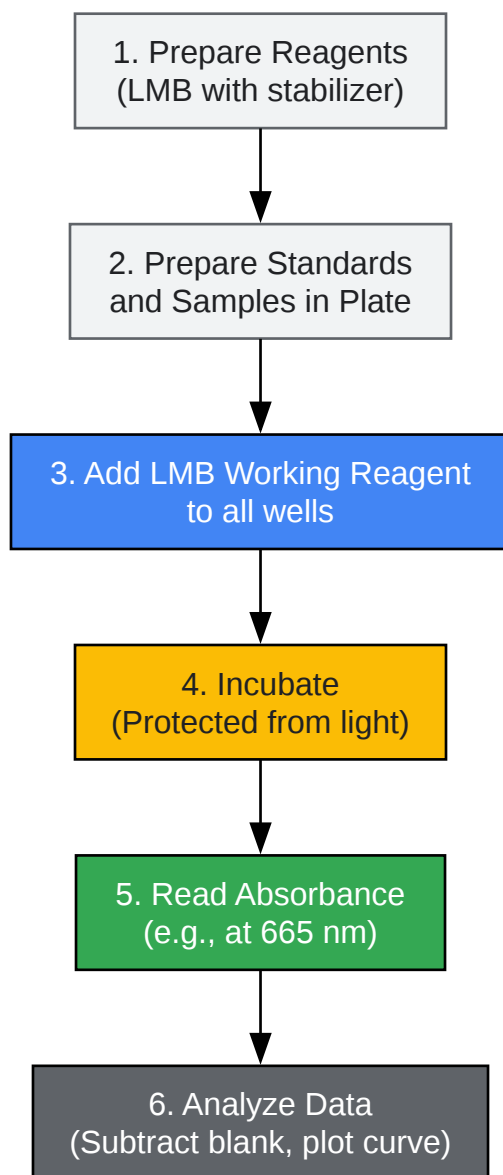 1. Prepare Reagents
(LMB with stabilizer)
2. Prepare Standards
and Samples in Plate
3. Add LMB Working Reagent
to all wells
4. Incubate
(Protected from light)
5. Read Absorbance
(e.g., at 665 nm)
6. Analyze Data
(Subtract blank, plot curve)